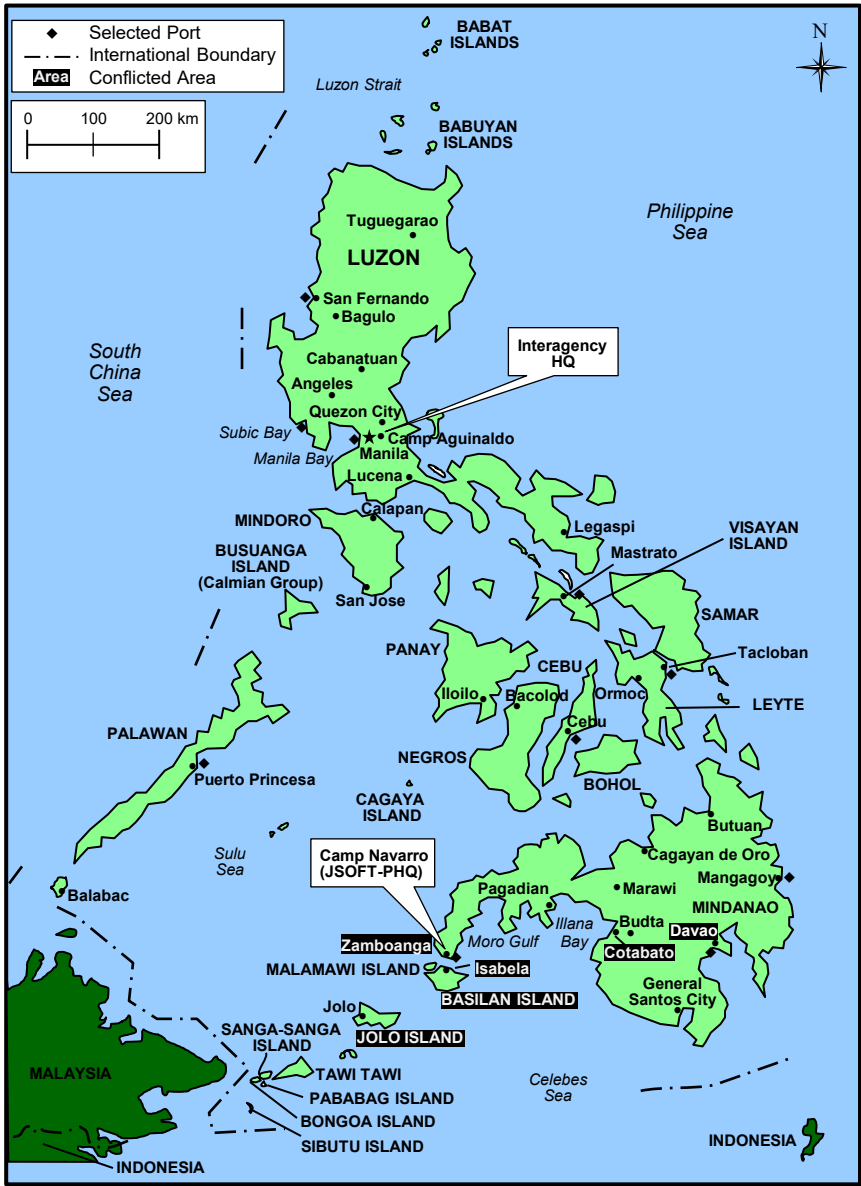 Selected Port
International Boundary
Area Conflicted Area
0 100 200 km
N
BABAT
ISLANDS
Luzon Strait
BABUYAN
ISLANDS
Philippine
Sea
Tuguegarao
LUZON
San Fernando
Bagulo
South
China
Sea
Cabanatuan
Angeles
Interagency
HQ
Quezon City
Subic Bay
Camp Aguinaldo
Manila Bay
Manila
Lucena
Calapan
MINDORO
Legaspi
VISAYAN
ISLAND
Mastrato
BUSUANGA
ISLAND
(Calmian Group)
San Jose
SAMAR
PANAY
CEBU
Tacloban
Iloilo
Bacolod
Ormoc
LEYTE
PALAWAN
Cebu
NEGROS
BOHOL
Puerto Princesa
CAGAYA
ISLAND
Butuan
Sulu
Sea
Camp Navarro
(JSOFT-PHQ)
Cagayan de Oro
Pagadian
Marawi
Mangagoy
Balabac
MINDANAO
Illana
Bay
Budta
Davao
Moro Gulf
Zamboanga
Cotabato
MALAMAWI ISLAND
Isabela
BASILAN ISLAND
General
Santos City
Jolo
JOLO ISLAND
SANGA-SANGA
ISLAND
MALAYSIA
TAWI TAWI
Celebes
Sea
PABABAG ISLAND
BONGOA ISLAND
SIBUTU ISLAND
INDONESIA
INDONESIA